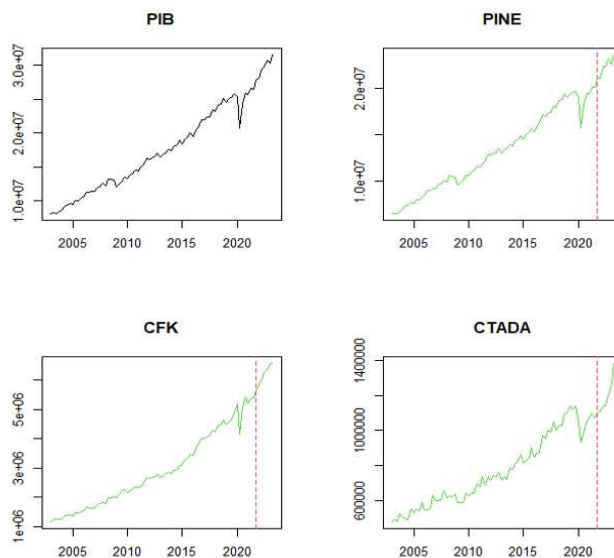 PIB
1.0e+07 2.0e+07 3.0e+07
2005 2010 2015 2020
PINE
1.0e+07 2.0e+07
2005 2010 2015 2020
CFK
1e+06 3e+06 5e+06
2005 2010 2015 2020
CTADA
600000 1000000 1400000
2005 2010 2015 2020